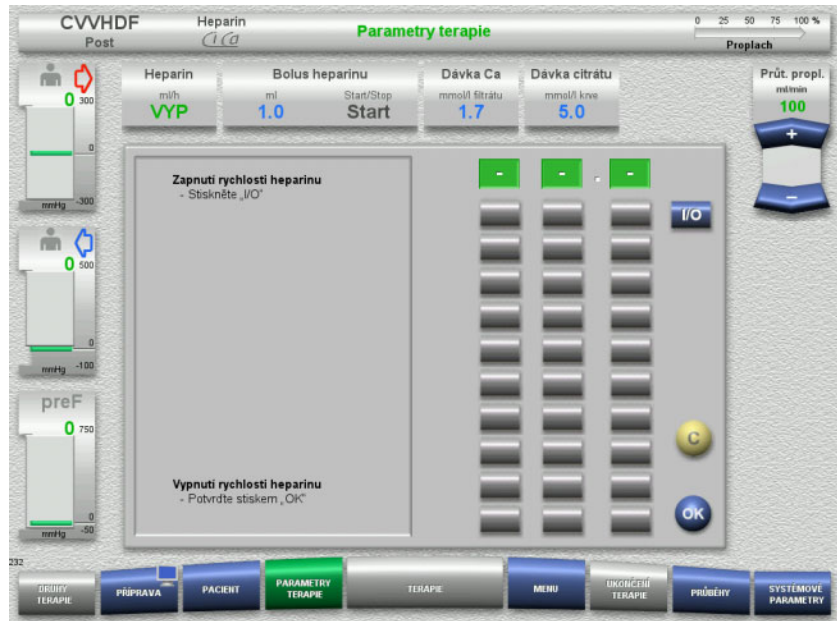 CVVHDF
Post
Heparin
Ci Ca
Parametry terapie
0 25 50 75 100 %
Proplach
0 300
0
mmHg -300
0 500
0
mmHg -100
preF
0 750
0
mmHg -50
Heparin
ml/h
VYP
Bolus heparinu
ml Start/Stop
1.0 Start
Dávka Ca
mmol/l filtrátu
1.7
Dávka citrátu
mmol/l krve
5.0
Průt. propl.
ml/min
100
+
–
Zapnutí rychlosti heparinu
- Stiskněte „I/O“
- - . -
I/O
C
Vypnutí rychlosti heparinu
- Potvrďte stiskem „OK“
OK
232
DRUHY
TERAPIE
PŘÍPRAVA
PACIENT
PARAMETRY
TERAPIE
TERAPIE
MENU
UKONČENÍ
TERAPIE
PRŮBĚHY
SYSTÉMOVÉ
PARAMETRY